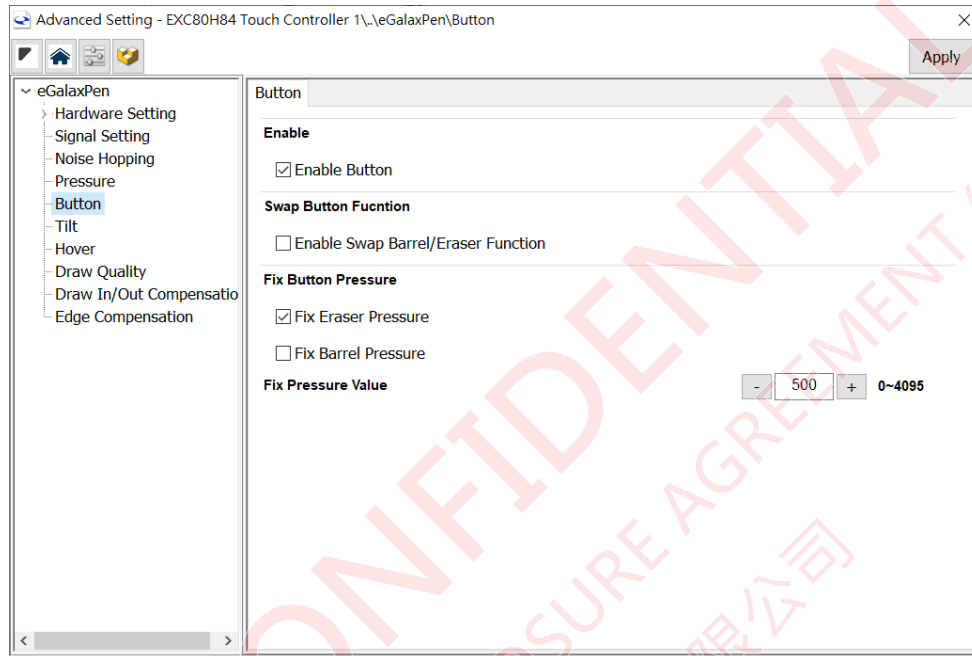 Advanced Setting - EXC80H84 Touch Controller 1\..\eGalaxPen\Button
Apply
eGalaxPen
Hardware Setting
Signal Setting
Noise Hopping
Pressure
Button
Tilt
Hover
Draw Quality
Draw In/Out Compensatio
Edge Compensation
Button
Enable
Enable Button
Swap Button Fucntion
Enable Swap Barrel/Eraser Function
Fix Button Pressure
Fix Eraser Pressure
Fix Barrel Pressure
Fix Pressure Value - 500 + 0~4095
ONFIDENTIAL
OSURE AGREEMENT
限公司